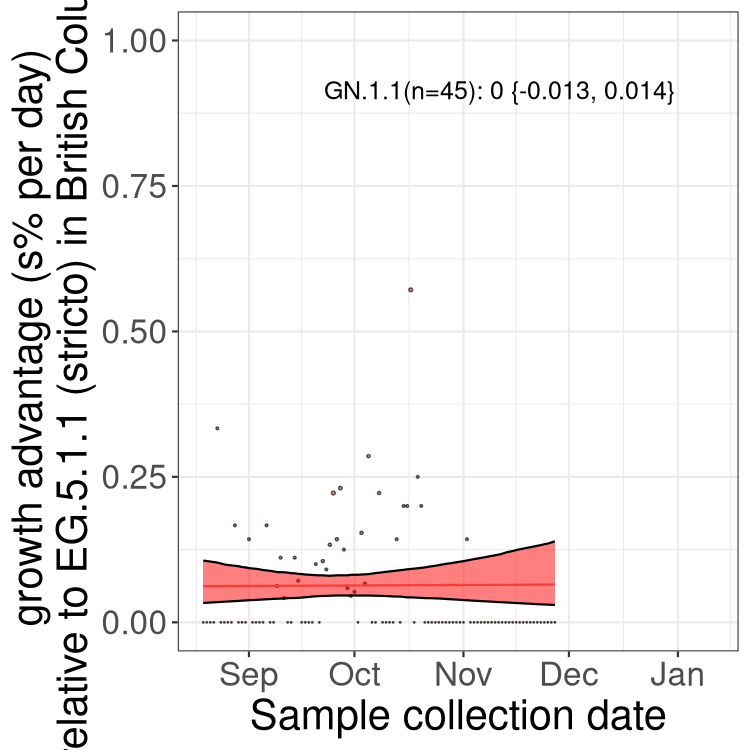 growth advantage (s% per day)
relative to EG.5.1.1 (stricto) in British Colu
1.00
0.75
0.50
0.25
0.00
GN.1.1(n=45): 0 {-0.013, 0.014}
Sep Oct Nov Dec Jan
Sample collection date